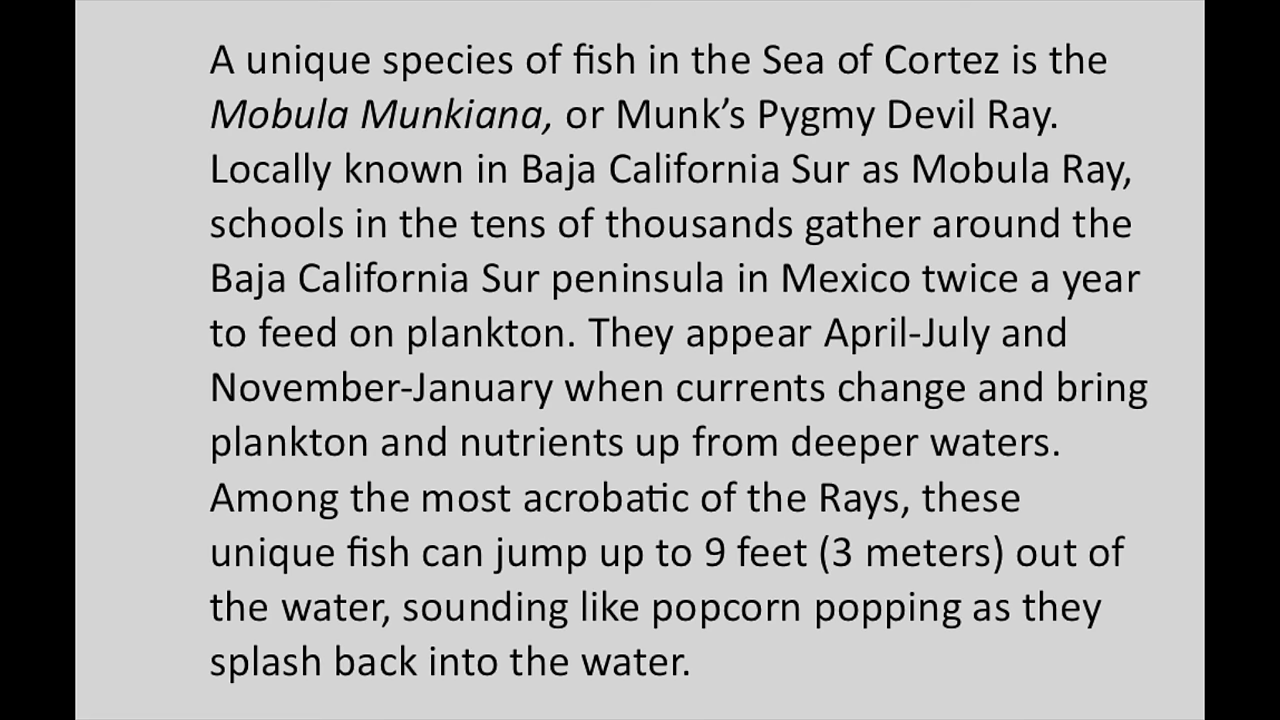 A unique species of fish in the Sea of Cortez is the
Mobula Munkiana, or Munk’s Pygmy Devil Ray.
Locally known in Baja California Sur as Mobula Ray,
schools in the tens of thousands gather around the
Baja California Sur peninsula in Mexico twice a year
to feed on plankton. They appear April-July and
November-January when currents change and bring
plankton and nutrients up from deeper waters.
Among the most acrobatic of the Rays, these
unique fish can jump up to 9 feet (3 meters) out of
the water, sounding like popcorn popping as they
splash back into the water.